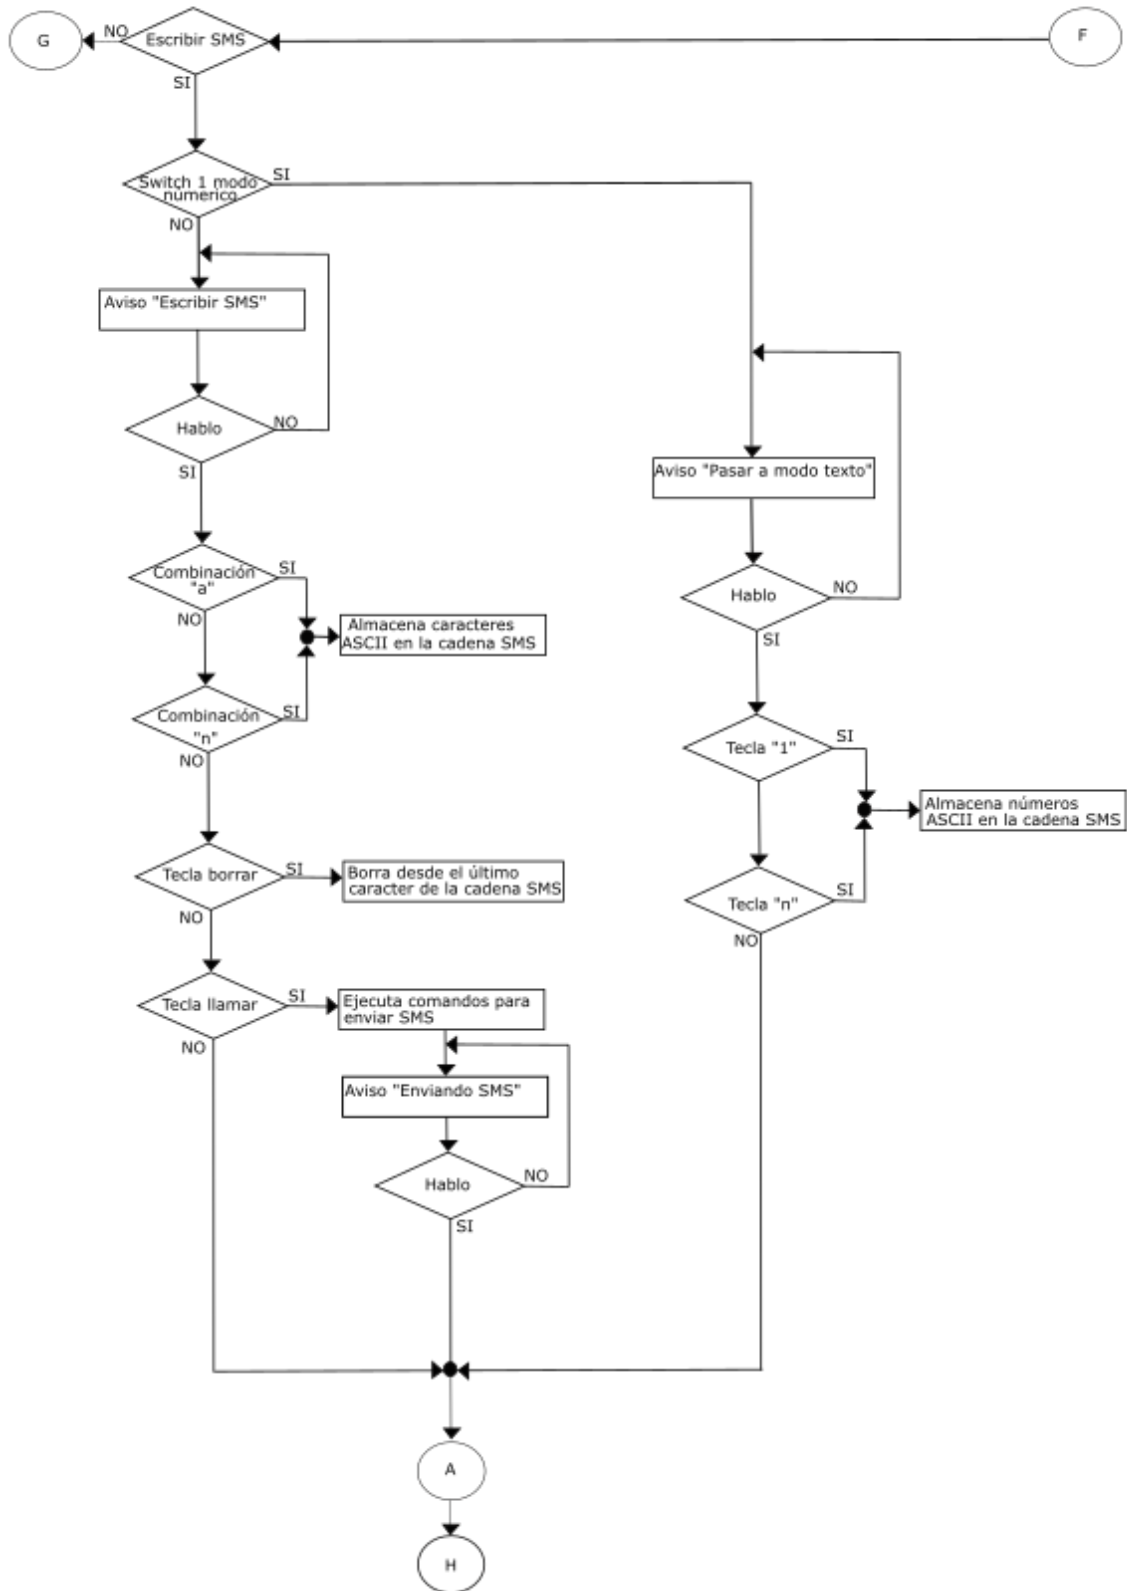 G
NO
Escribir SMS
F
SI
Switch 1 modo
numerico
SI
NO
Aviso "Escribir SMS"
Hablo
NO
SI
Aviso "Pasar a modo texto"
Hablo
NO
SI
Combinación
"a"
SI
NO
Almacena caracteres
ASCII en la cadena SMS
Combinación
"n"
SI
NO
Tecla "1"
SI
Almacena números
ASCII en la cadena SMS
Tecla "n"
SI
NO
Tecla borrar
SI
Borra desde el último
caracter de la cadena SMS
NO
Tecla llamar
SI
Ejecuta comandos para
enviar SMS
NO
Aviso "Enviando SMS"
Hablo
NO
SI
A
H